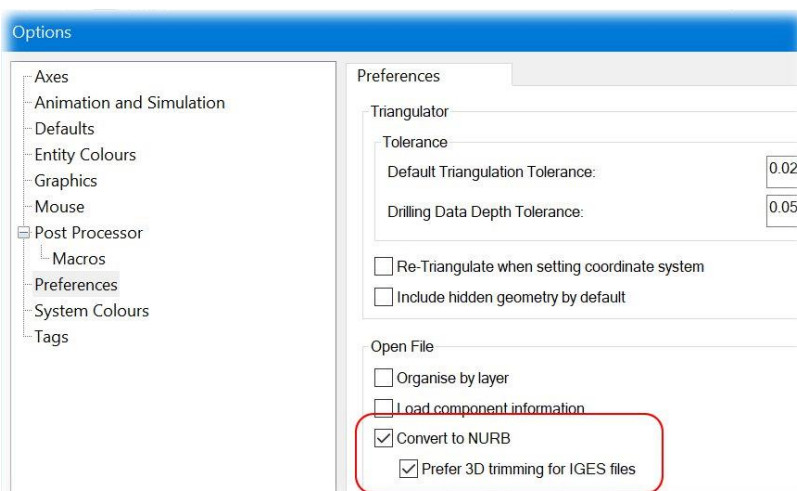 Options
Axes
Animation and Simulation
Defaults
Entity Colours
Graphics
Mouse
Post Processor
Macros
Preferences
System Colours
Tags
Preferences
Triangulator
Tolerance
Default Triangulation Tolerance: 0.02
Drilling Data Depth Tolerance: 0.05
Re-Triangulate when setting coordinate system
Include hidden geometry by default
Open File
Organise by layer
Load component information
Convert to NURB
Prefer 3D trimming for IGES files